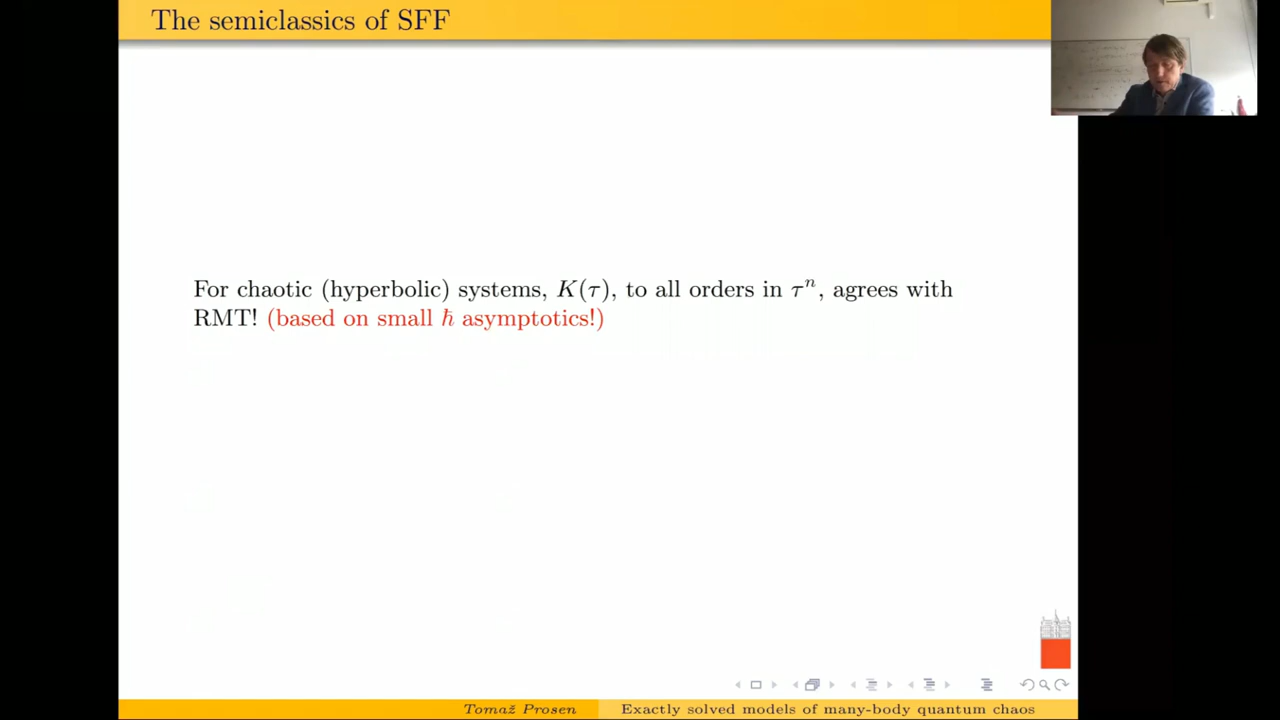 The semiclassics of SFF
For chaotic (hyperbolic) systems, K(τ), to all orders in τⁿ, agrees with
RMT! (based on small ℏ asymptotics!)
Tomaž Prosen
Exactly solved models of many-body quantum chaos